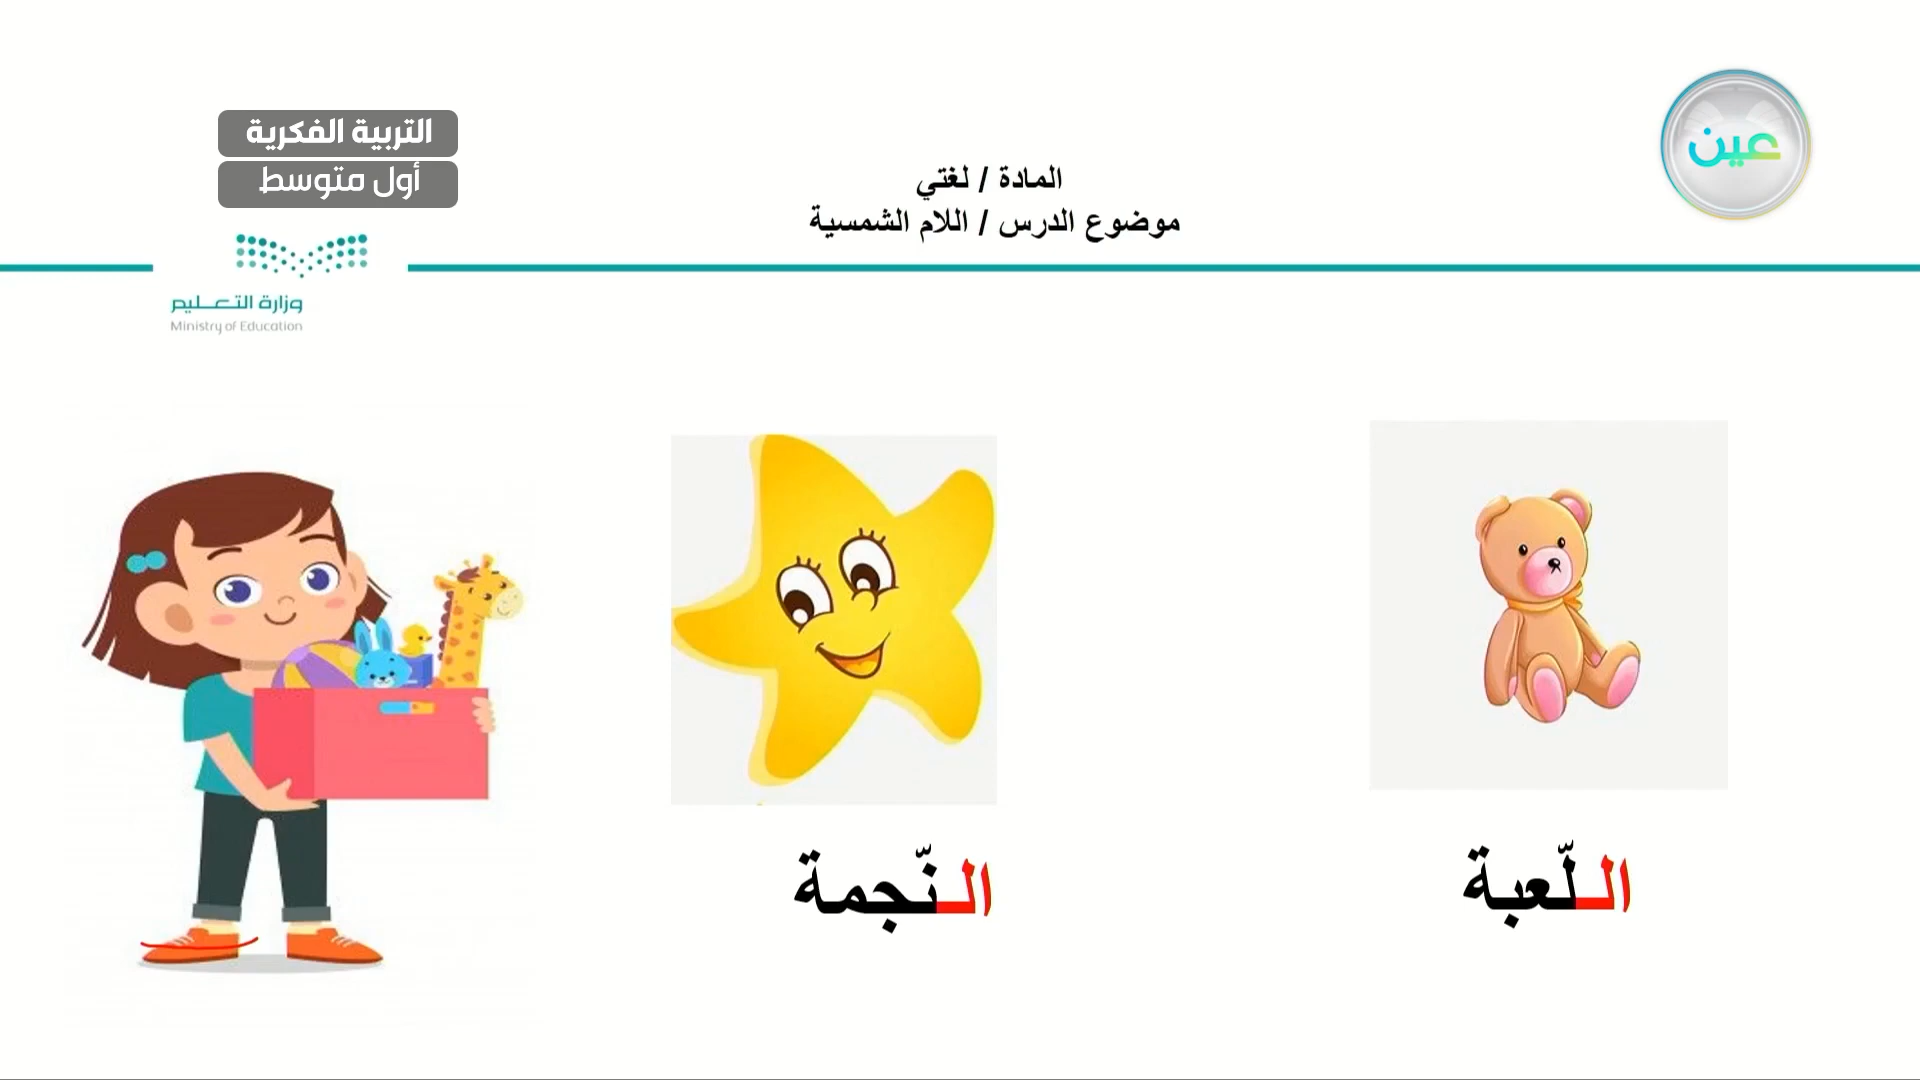 عين
التربية الفكرية
أول متوسط
المادة / لغتي
موضوع الدرس / اللام الشمسية
وزارة التعـليم
Ministry of Education
اللّعبة
النّجمة